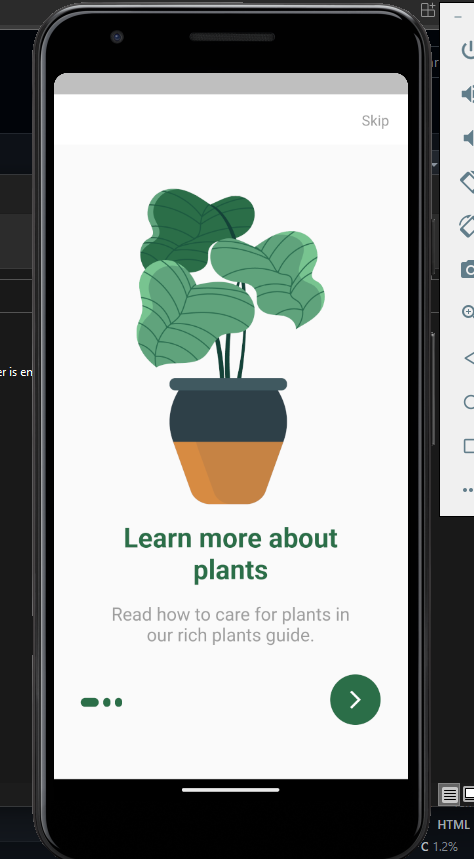 Skip
er is en
Learn more about
plants
Read how to care for plants in
our rich plants guide.
HTML
C 1.2%